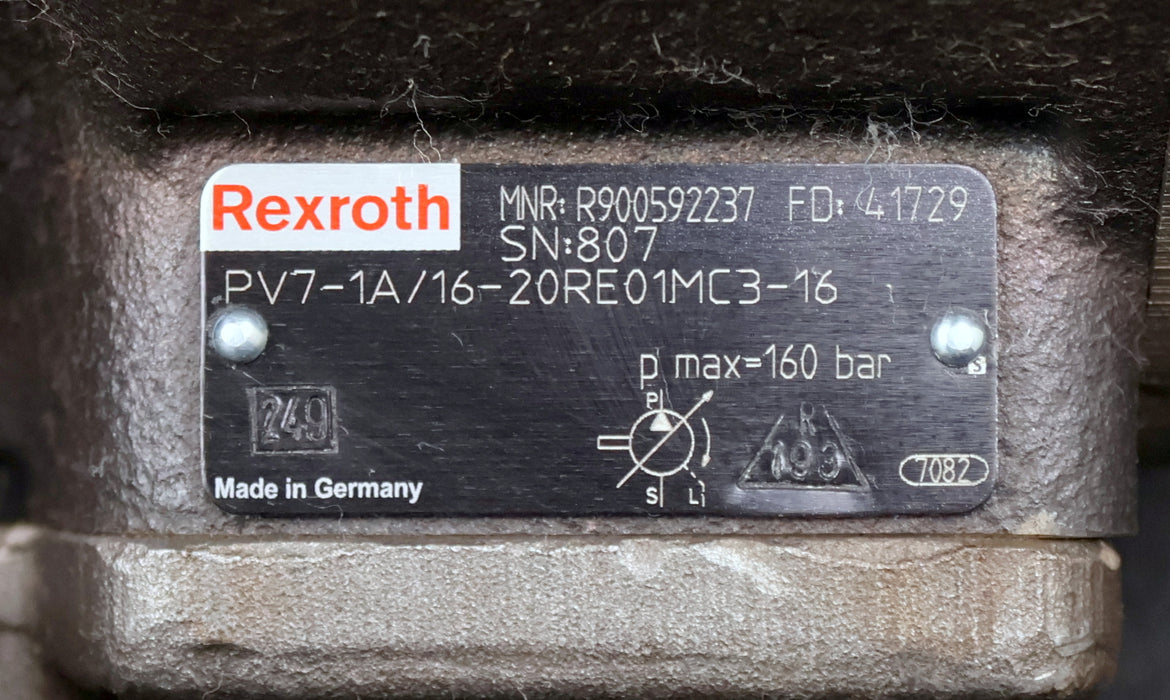 Rexroth
MNR: R900592237 FD: 41729
SN:807
PV7-1A/16-20RE01MC3-16
p max=160 bar
S
249
P
R
7082
S
L
Made in Germany